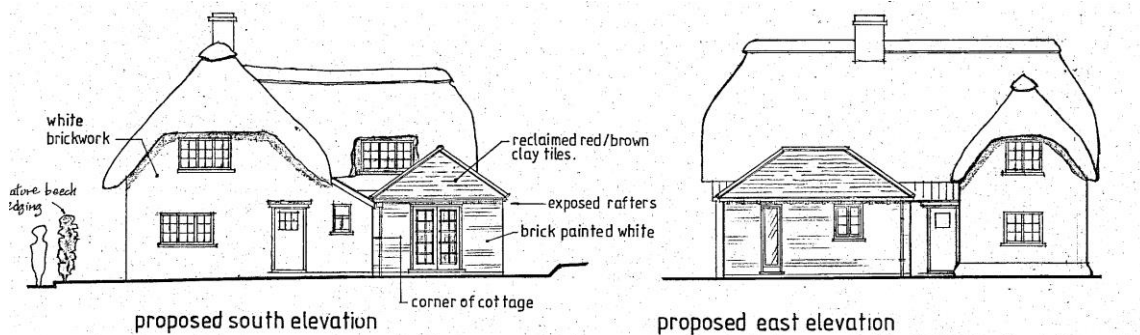 white
brickwork
reclaimed red/brown
clay tiles.
beech
exposed rafters
brick painted white
corner of cottage
proposed south elevation
proposed east elevation